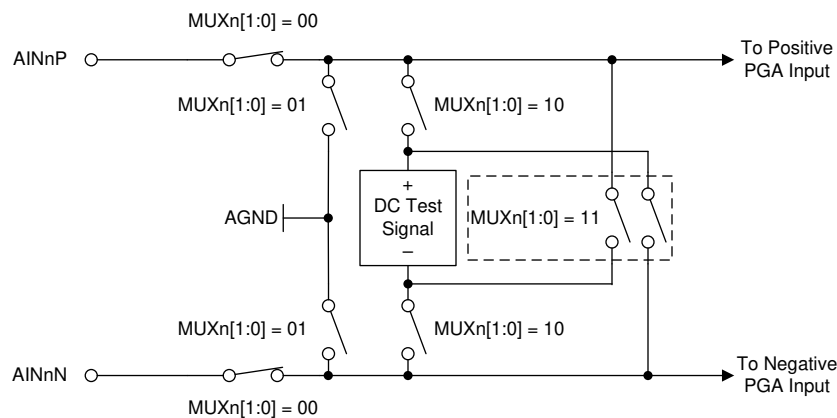 MUXn[1:0] = 00
AINnP
To Positive
PGA Input
MUXn[1:0] = 01
MUXn[1:0] = 10
+
DC Test
Signal
–
AGND
MUXn[1:0] = 11
MUXn[1:0] = 01
MUXn[1:0] = 10
AINnN
To Negative
PGA Input
MUXn[1:0] = 00